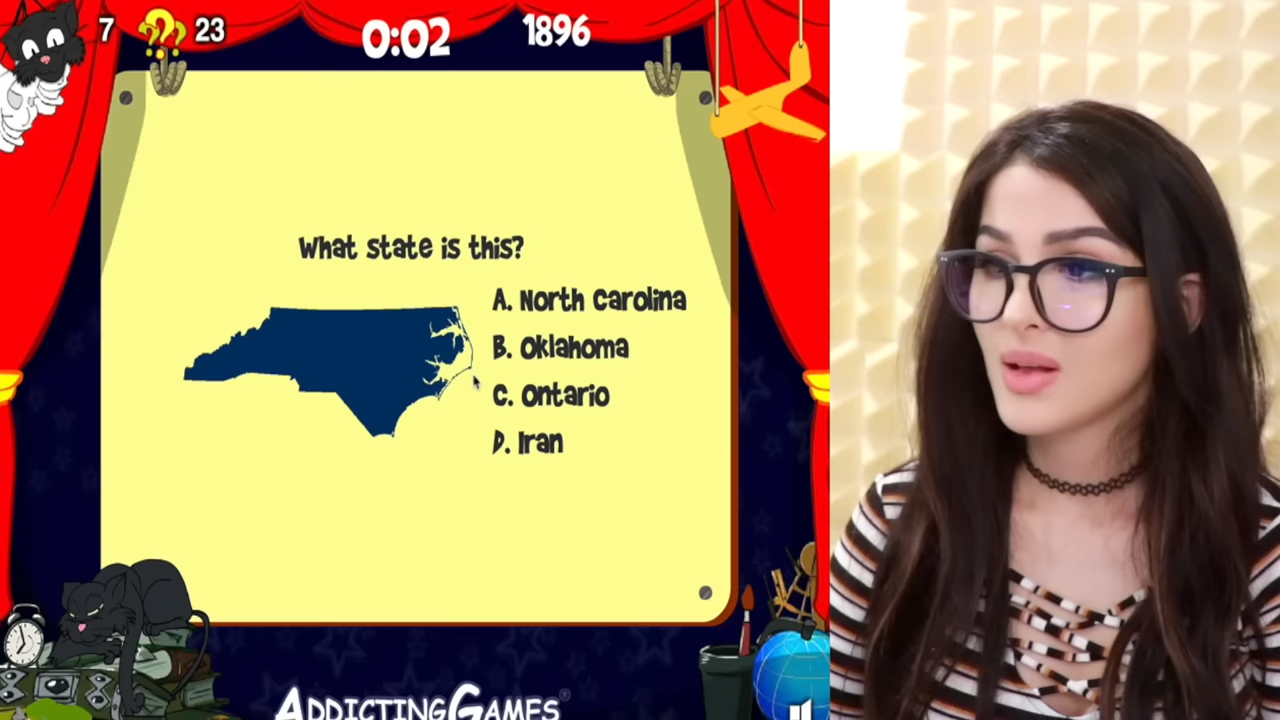 7 ?? 23 0:02 1896
What state is this?
A. North Carolina
B. Oklahoma
C. Ontario
D. Iran
ADDICTINGGAMES®